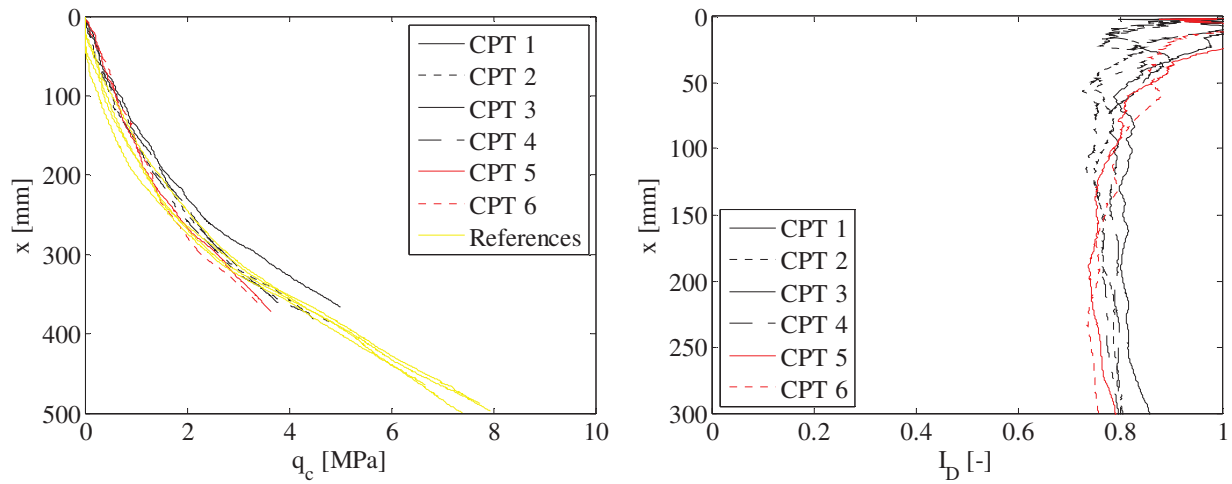 0
100
200
300
400
500
x [mm]
0
2
4
6
8
10
q_c [MPa]
CPT 1
CPT 2
CPT 3
CPT 4
CPT 5
CPT 6
References
0
50
100
150
200
250
300
x [mm]
0
0.2
0.4
0.6
0.8
1
I_D [-]
CPT 1
CPT 2
CPT 3
CPT 4
CPT 5
CPT 6